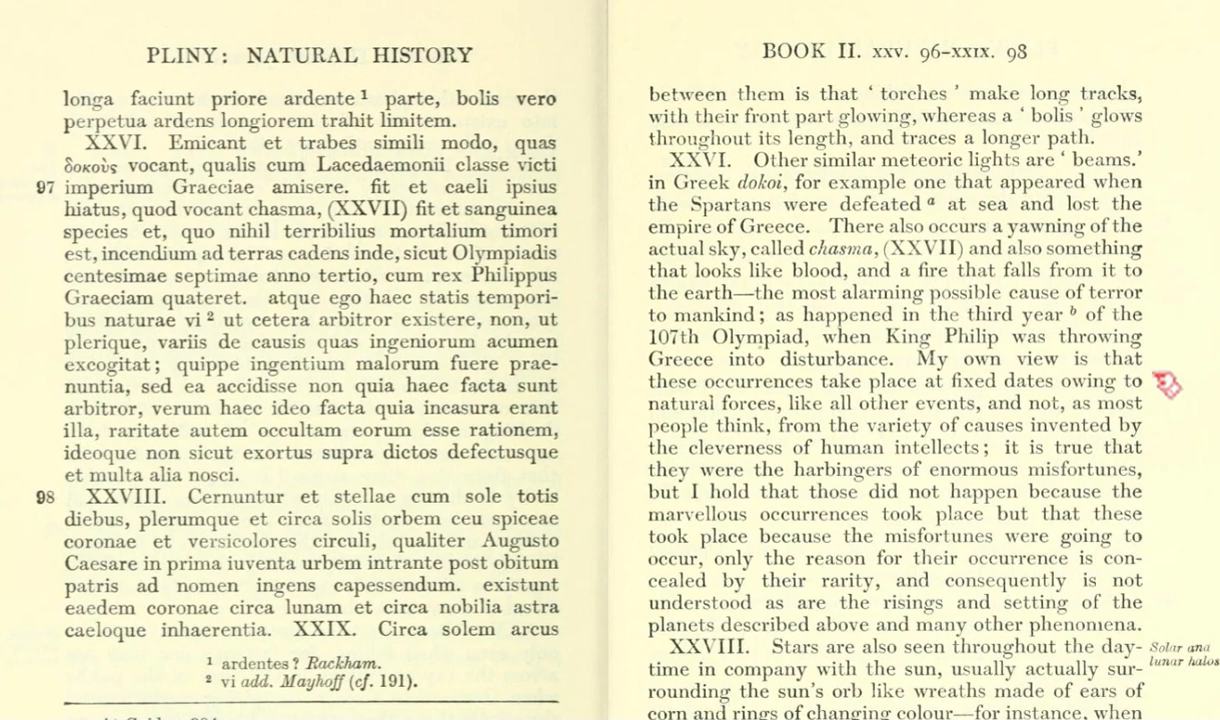 PLINY: NATURAL HISTORY
longa faciunt priore ardente ¹ parte, bolis vero
perpetua ardens longiorem trahit limitem.
XXVI. Emicant et trabes simili modo, quas
δοκοὺς vocant, qualis cum Lacedaemonii classe victi
97 imperium Graeciae amisere. fit et caeli ipsius
hiatus, quod vocant chasma, (XXVII) fit et sanguinea
species et, quo nihil terribilius mortalium timori
est, incendium ad terras cadens inde, sicut Olympiadis
centesimae septimae anno tertio, cum rex Philippus
Graeciam quateret. atque ego haec statis tempori-
bus naturae vi ² ut cetera arbitror existere, non, ut
plerique, variis de causis quas ingeniorum acumen
excogitat; quippe ingentium malorum fuere prae-
nuntia, sed ea accidisse non quia haec facta sunt
arbitror, verum haec ideo facta quia incasura erant
illa, raritate autem occultam eorum esse rationem,
ideoque non sicut exortus supra dictos defectusque
et multa alia nosci.
98 XXVIII. Cernuntur et stellae cum sole totis
diebus, plerumque et circa solis orbem ceu spiceae
coronae et versicolores circuli, qualiter Augusto
Caesare in prima iuventa urbem intrante post obitum
patris ad nomen ingens capessendum. existunt
eaedem coronae circa lunam et circa nobilia astra
caeloque inhaerentia. XXIX. Circa solem arcus
¹ ardentes? Rackham.
² vi add. Mayhoff (cf. 191).
BOOK II. xxv. 96–xxix. 98
between them is that ‘ torches ’ make long tracks,
with their front part glowing, whereas a ‘ bolis ’ glows
throughout its length, and traces a longer path.
XXVI. Other similar meteoric lights are ‘ beams.’
in Greek dokoi, for example one that appeared when
the Spartans were defeated ᵃ at sea and lost the
empire of Greece. There also occurs a yawning of the
actual sky, called chasma, (XXVII) and also something
that looks like blood, and a fire that falls from it to
the earth—the most alarming possible cause of terror
to mankind; as happened in the third year ᵇ of the
107th Olympiad, when King Philip was throwing
Greece into disturbance. My own view is that
these occurrences take place at fixed dates owing to
natural forces, like all other events, and not, as most
people think, from the variety of causes invented by
the cleverness of human intellects; it is true that
they were the harbingers of enormous misfortunes,
but I hold that those did not happen because the
marvellous occurrences took place but that these
took place because the misfortunes were going to
occur, only the reason for their occurrence is con-
cealed by their rarity, and consequently is not
understood as are the risings and setting of the
planets described above and many other phenomena.
XXVIII. Stars are also seen throughout the day-
time in company with the sun, usually actually sur-
rounding the sun’s orb like wreaths made of ears of
corn and rings of changing colour—for instance, when
Solar and
lunar halos